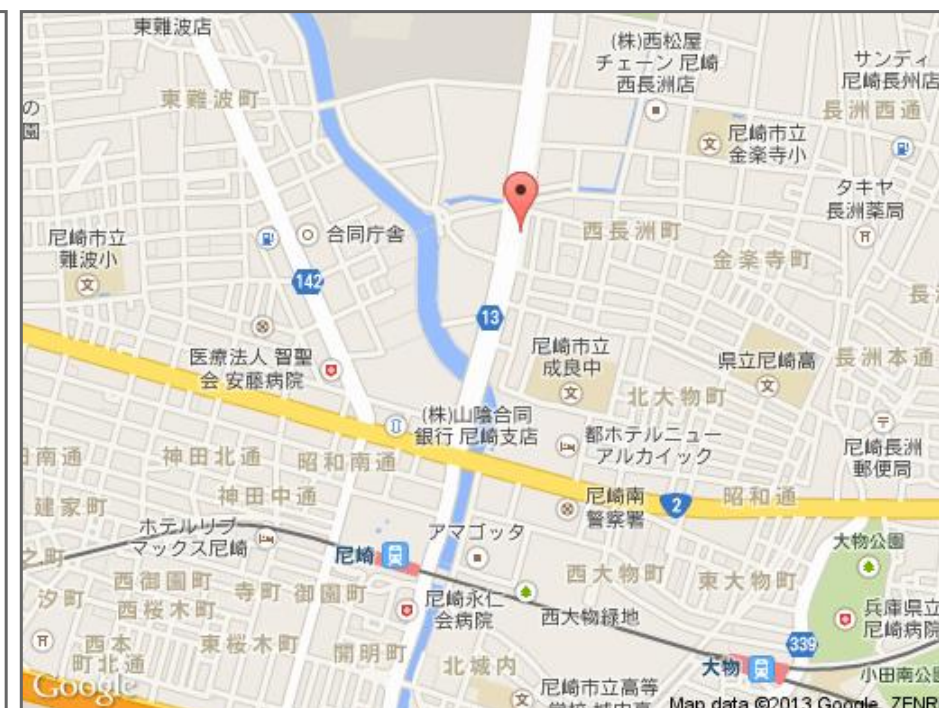 東難波店
(株)西松屋
チェーン 尼崎
西長洲店
サンディ
尼崎長州店
の
園
東難波町
長洲西通
尼崎市立
金楽寺小
タキヤ
長洲薬局
尼崎市立
難波小
合同庁舎
西長洲町
金楽寺町
142
13
長
医療法人 智聖
会 安藤病院
尼崎市立
成良中
県立尼崎高
長洲本通
北大物町
(株)山陰合同
銀行 尼崎支店
都ホテルニュー
アルカイック
尼崎長洲
郵便局
南通
神田北通
昭和南通
建家町
神田中通
尼崎南
警察署
2
昭和通
ホテルリブ
マックス尼崎
アマゴッタ
大物公園
之町
尼崎
西御園町
寺町
御園町
西大物町
東大物町
汐町
西桜木町
尼崎永仁
会病院
西大物緑地
兵庫県立
尼崎病院
西本
町北通
東桜木町
開明町
北城内
339
大物
小田南公園
Google
尼崎市立高等
Map data ©2013 Google, ZENR